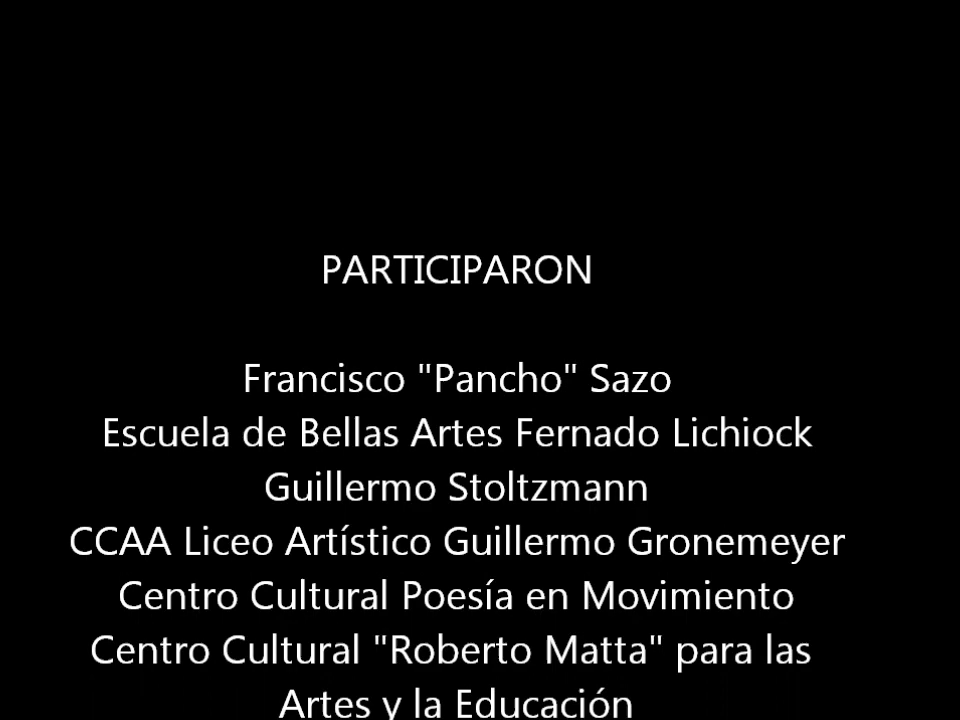 PARTICIPARON
Francisco "Pancho" Sazo
Escuela de Bellas Artes Fernado Lichiock
Guillermo Stoltzmann
CCAA Liceo Artístico Guillermo Gronemeyer
Centro Cultural Poesía en Movimiento
Centro Cultural "Roberto Matta" para las
Artes y la Educación